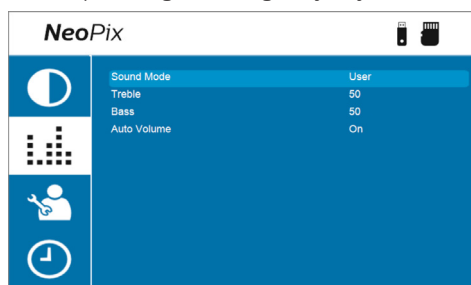 NeoPix
Sound Mode User
Treble 50
Bass 50
Auto Volume On